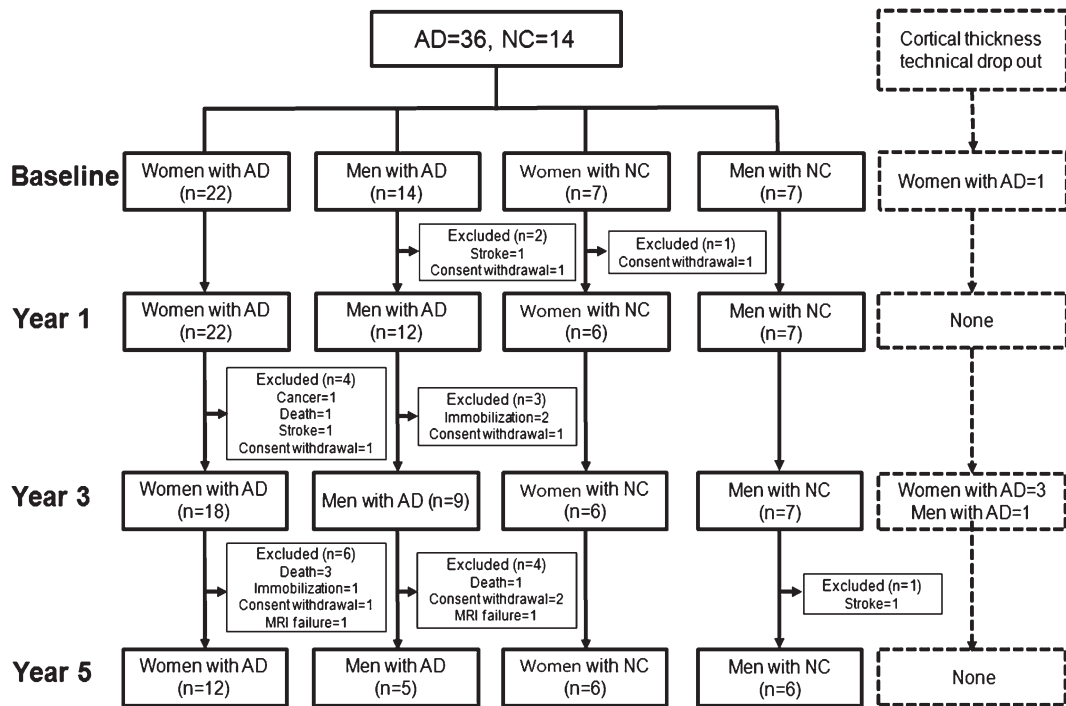 AD=36, NC=14
Cortical thickness
technical drop out
Baseline
Women with AD
(n=22)
Men with AD
(n=14)
Women with NC
(n=7)
Men with NC
(n=7)
Women with AD=1
Excluded (n=2)
Stroke=1
Consent withdrawal=1
Excluded (n=1)
Consent withdrawal=1
Year 1
Women with AD
(n=22)
Men with AD
(n=12)
Women with NC
(n=6)
Men with NC
(n=7)
None
Excluded (n=4)
Cancer=1
Death=1
Stroke=1
Consent withdrawal=1
Excluded (n=3)
Immobilization=2
Consent withdrawal=1
Year 3
Women with AD
(n=18)
Men with AD (n=9)
Women with NC
(n=6)
Men with NC
(n=7)
Women with AD=3
Men with AD=1
Excluded (n=6)
Death=3
Immobilization=1
Consent withdrawal=1
MRI failure=1
Excluded (n=4)
Death=1
Consent withdrawal=2
MRI failure=1
Excluded (n=1)
Stroke=1
Year 5
Women with AD
(n=12)
Men with AD
(n=5)
Women with NC
(n=6)
Men with NC
(n=6)
None